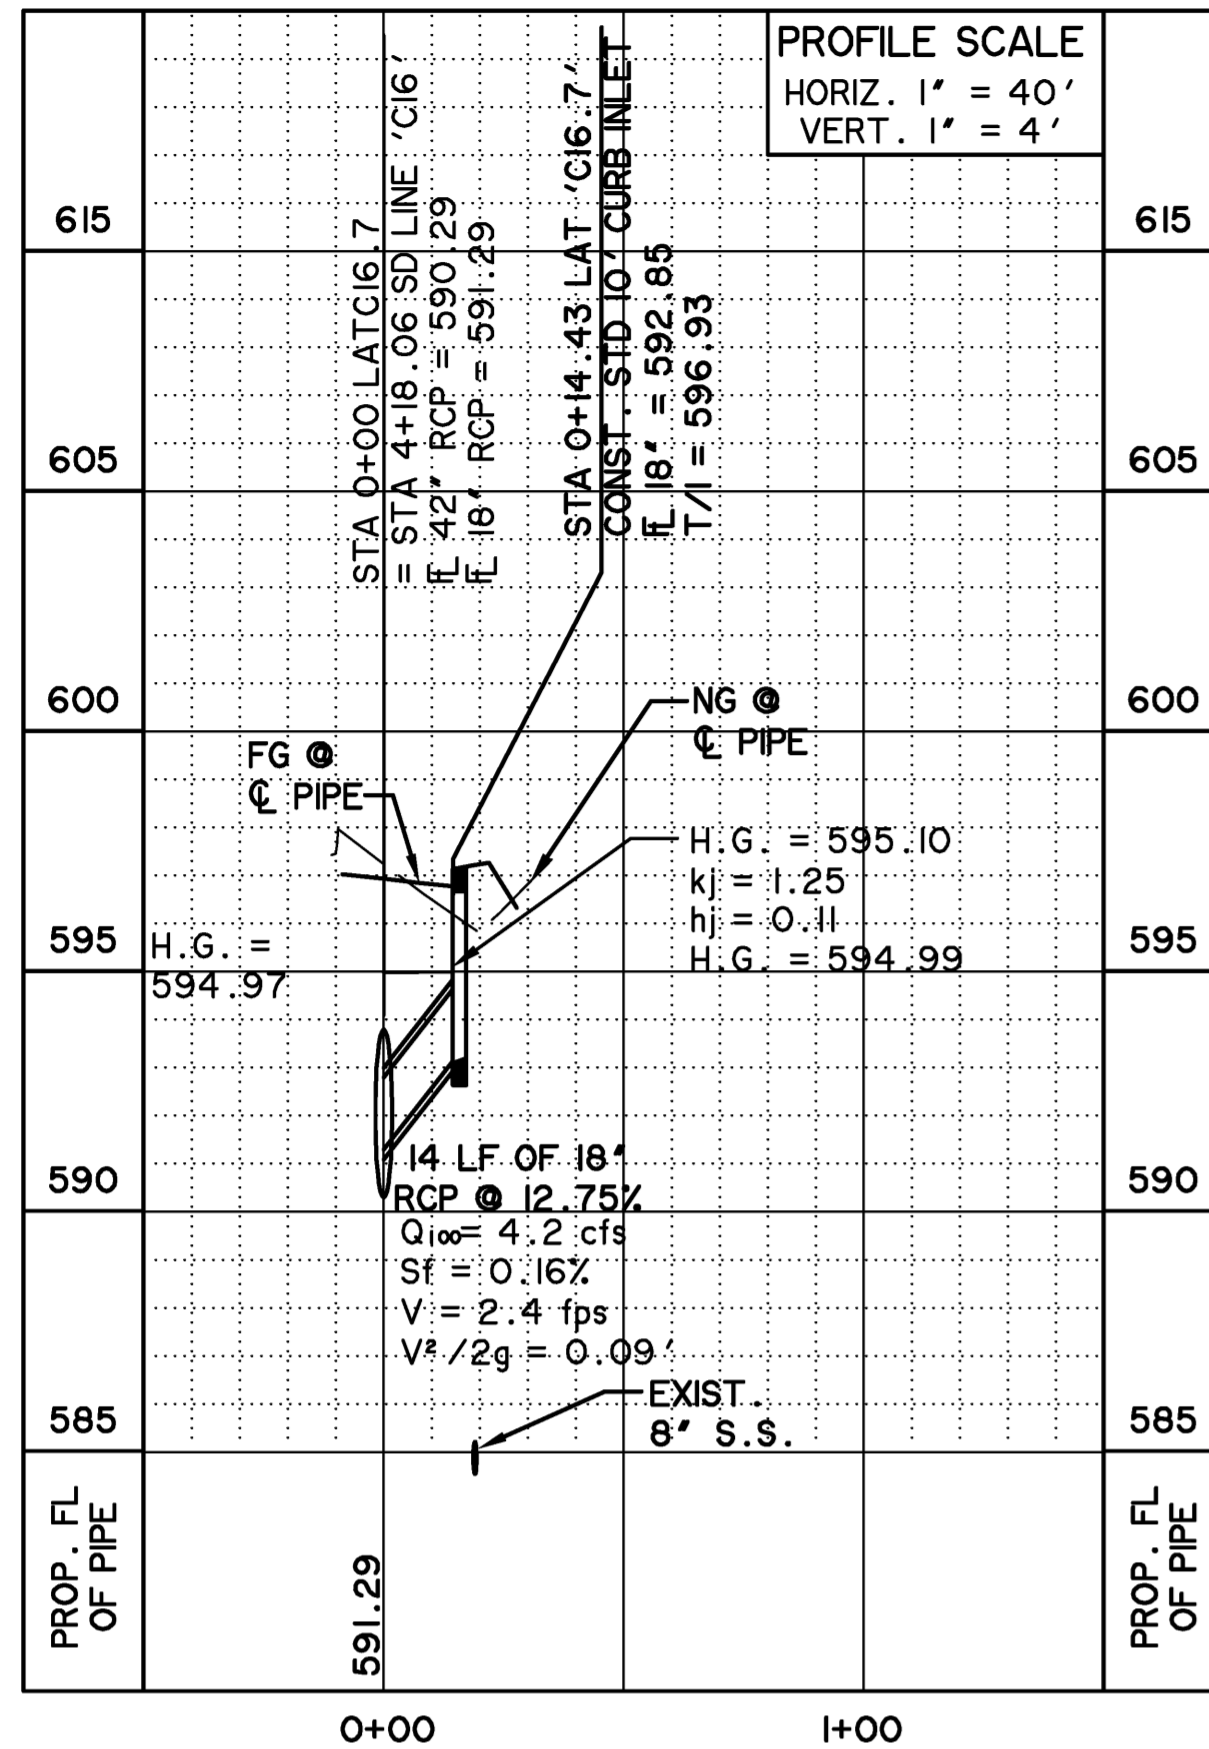 PROFILE SCALE
HORIZ. 1" = 40'
VERT. 1" = 4'
615
605
600
595
590
585
PROP. FL
OF PIPE
STA 0+00 LATC16.7
= STA 4+18.06 SD LINE 'C16'
FL 42" RCP = 590.29
FL 18" RCP = 591.29
STA 0+14.43 LAT 'C16.7'
CONST. STD 10' CURB INLET
FL 18" = 592.85
T/I = 596.93
FG @
CL PIPE
NG @
CL PIPE
H.G. = 595.10
kj = 1.25
hj = 0.11
H.G. = 594.99
H.G. =
594.97
14 LF OF 18"
RCP @ 12.75%
Q100= 4.2 cfs
Sf = 0.16%
V = 2.4 fps
V²/2g = 0.09'
EXIST.
8" S.S.
591.29
615
605
600
595
590
585
PROP. FL
OF PIPE
0+00
1+00